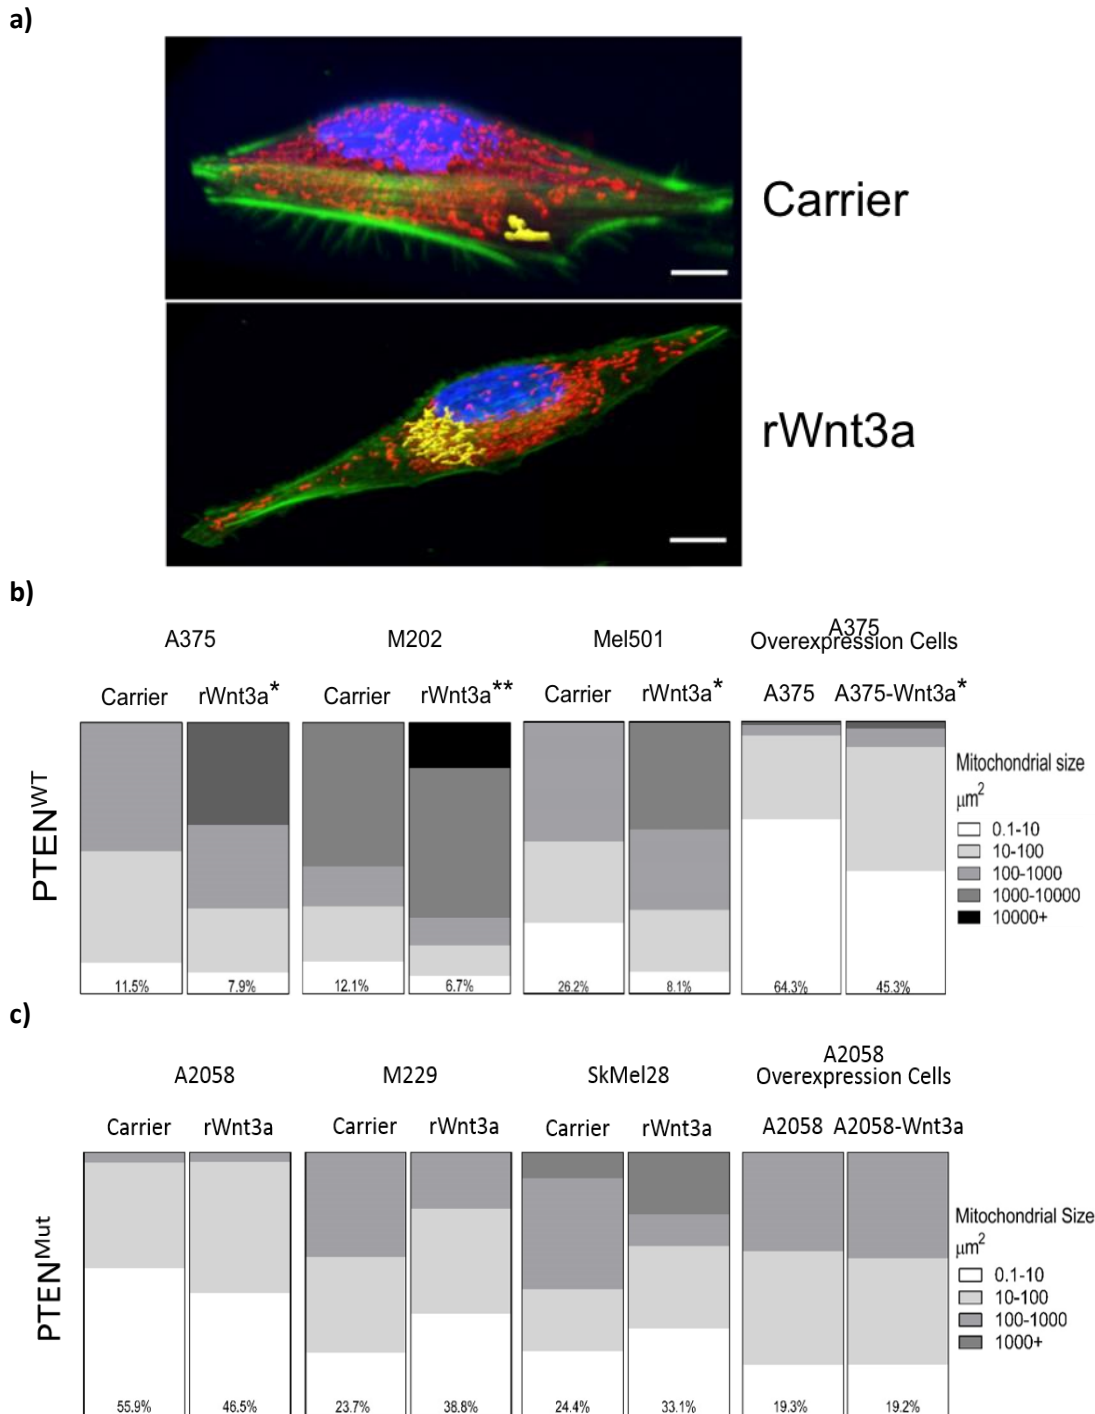 a)
Carrier
rWnt3a
b)
A375 M202 Mel501 A375
Overexpression Cells
Carrier rWnt3a* Carrier rWnt3a** Carrier rWnt3a* A375 A375-Wnt3a*
PTENWT
Mitochondrial size
μm2
0.1-10
10-100
100-1000
1000-10000
10000+
11.5% 7.9% 12.1% 6.7% 26.2% 8.1% 64.3% 45.3%
c)
A2058 M229 SkMel28 A2058
Overexpression Cells
Carrier rWnt3a Carrier rWnt3a Carrier rWnt3a A2058 A2058-Wnt3a
PTENMut
Mitochondrial Size
μm2
0.1-10
10-100
100-1000
1000+
55.9% 46.5% 23.7% 38.8% 24.4% 33.1% 19.3% 19.2%